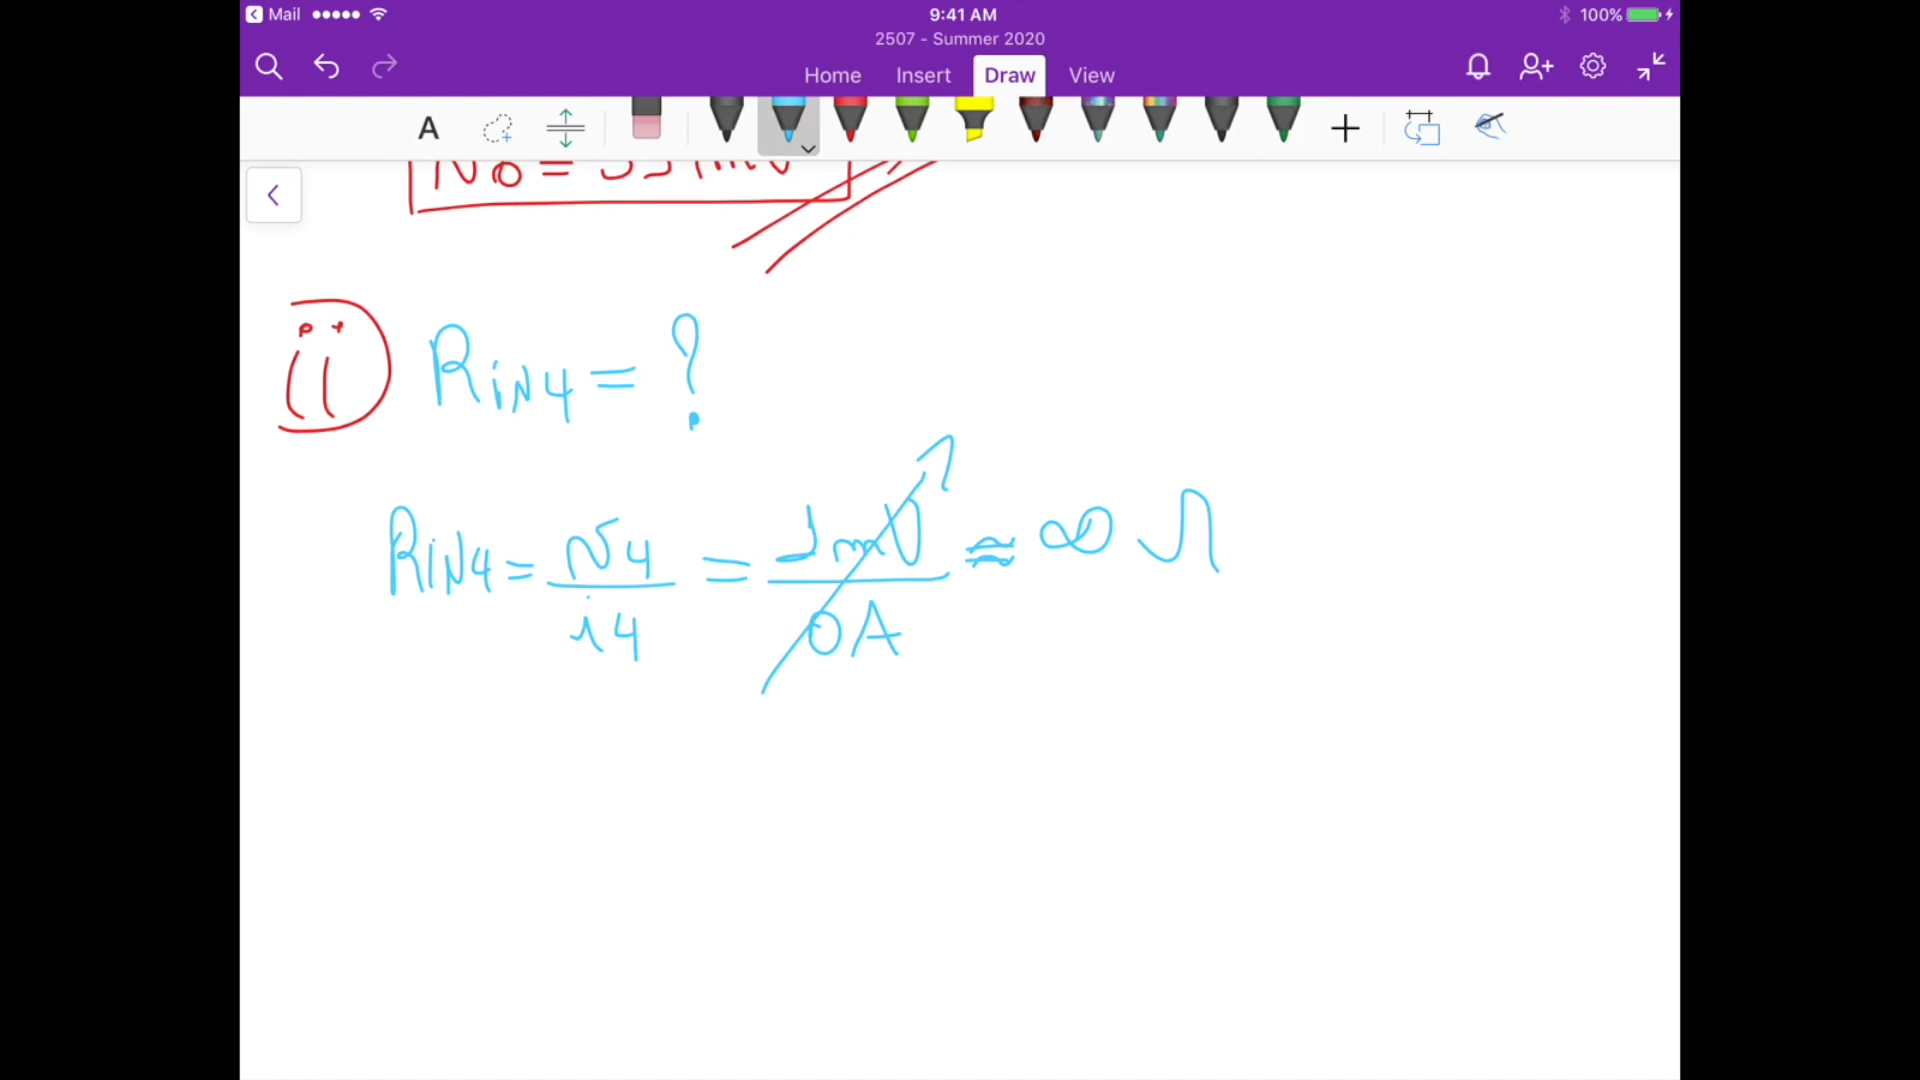 Mail
9:41 AM
100%
2507 - Summer 2020
Home Insert Draw View
A
ii RiN4 = ?
RiN4 = v4 / i4 = 1mV / 0A ≈ ∞ Ω